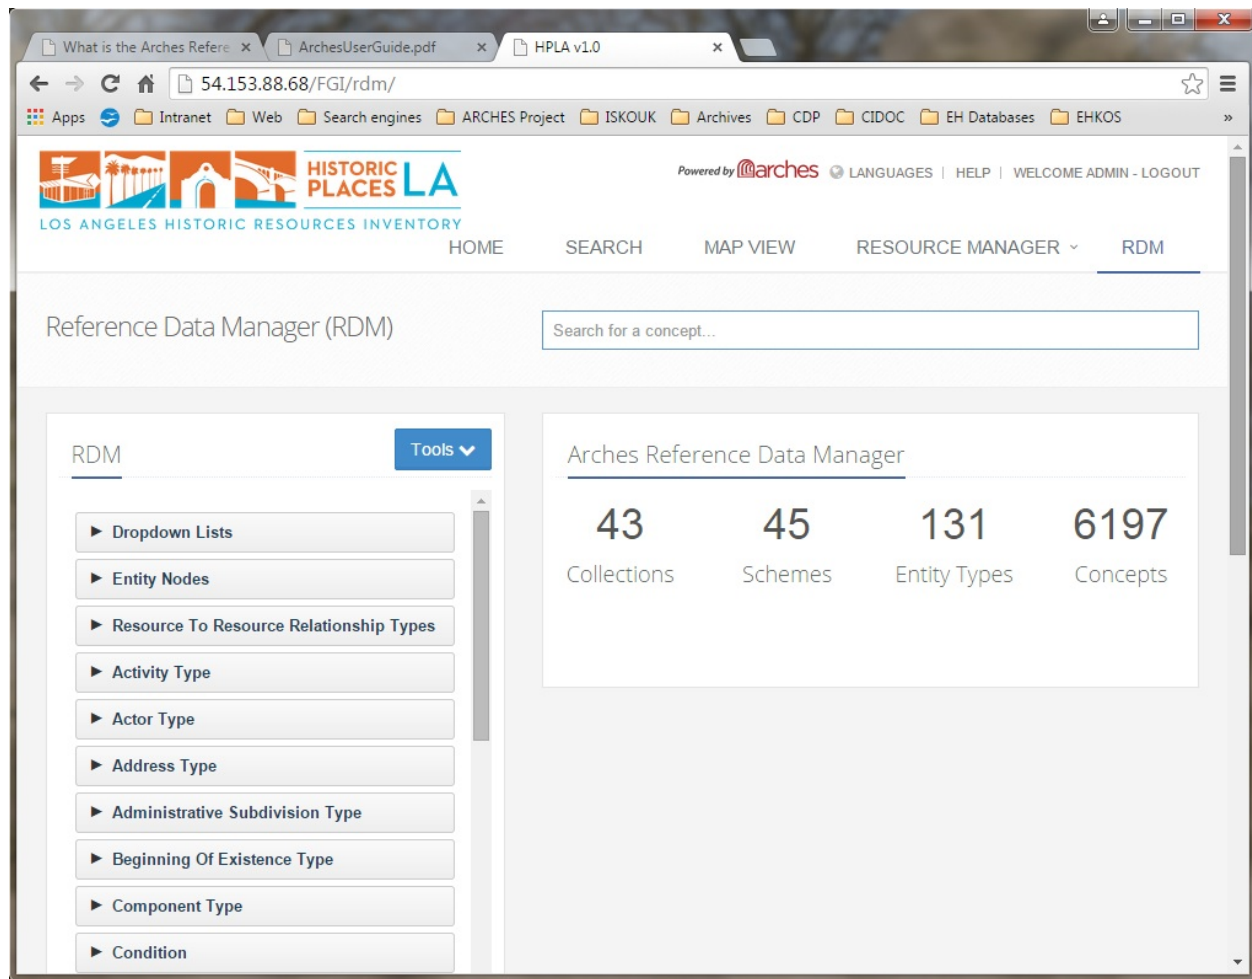 What is the Arches Refere
ArchesUserGuide.pdf
HPLA v1.0
54.153.88.68/FGI/rdm/
Apps Intranet Web Search engines ARCHES Project ISKOUK Archives CDP CIDOC EH Databases EHKOS »
HISTORIC
PLACES LA
LOS ANGELES HISTORIC RESOURCES INVENTORY
Powered by arches LANGUAGES | HELP | WELCOME ADMIN - LOGOUT
HOME SEARCH MAP VIEW RESOURCE MANAGER RDM
Reference Data Manager (RDM)
Search for a concept...
RDM
Tools
Dropdown Lists
Entity Nodes
Resource To Resource Relationship Types
Activity Type
Actor Type
Address Type
Administrative Subdivision Type
Beginning Of Existence Type
Component Type
Condition
Arches Reference Data Manager
43 45 131 6197
Collections Schemes Entity Types Concepts